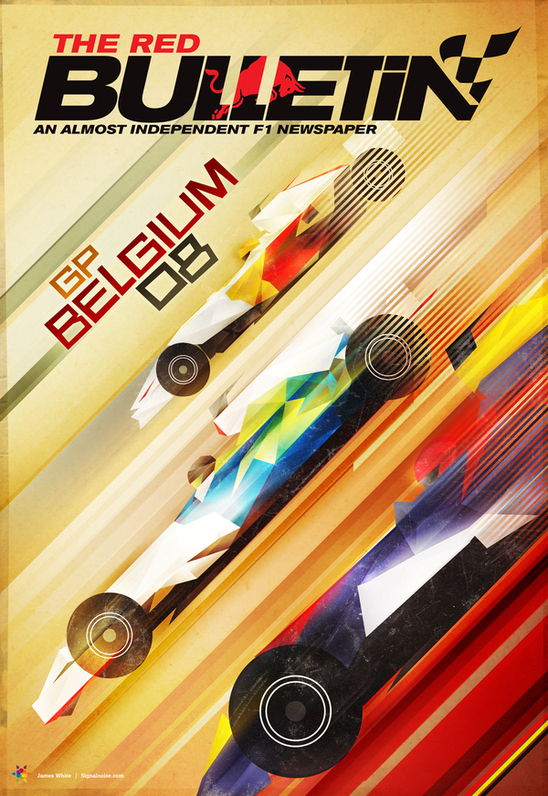 THE RED
BULLETiN
AN ALMOST INDEPENDENT F1 NEWSPAPER
GP
BELGIUM
08
James White | Signalnoise.com